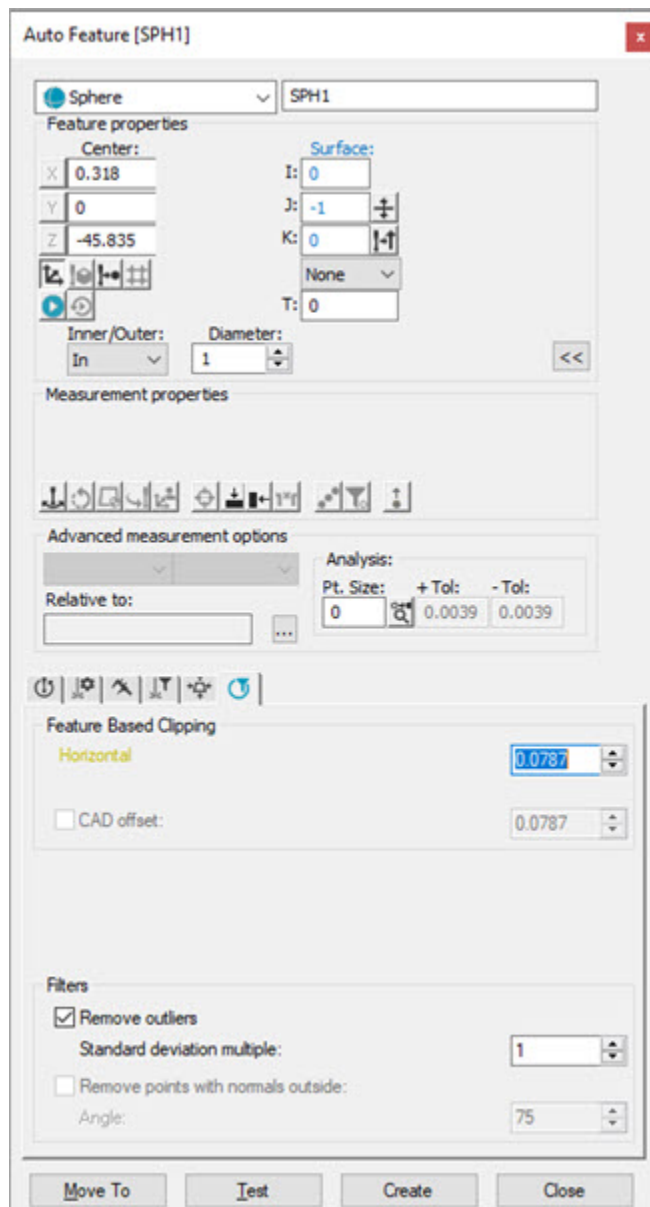 Auto Feature [SPH1]
x
Sphere SPH1
Feature properties
Center: Surface:
X 0.318 I: 0
Y 0 J: -1
Z -45.835 K: 0
None
T: 0
Inner/Outer: Diameter:
In 1 <<
Measurement properties
Advanced measurement options
Analysis:
Pt. Size: + Tol: - Tol:
Relative to: 0 0.0039 0.0039
...
Feature Based Clipping
Horizontal 0.0787
CAD offset: 0.0787
Filters
Remove outliers
Standard deviation multiple: 1
Remove points with normals outside:
Angle: 75
Move To Test Create Close